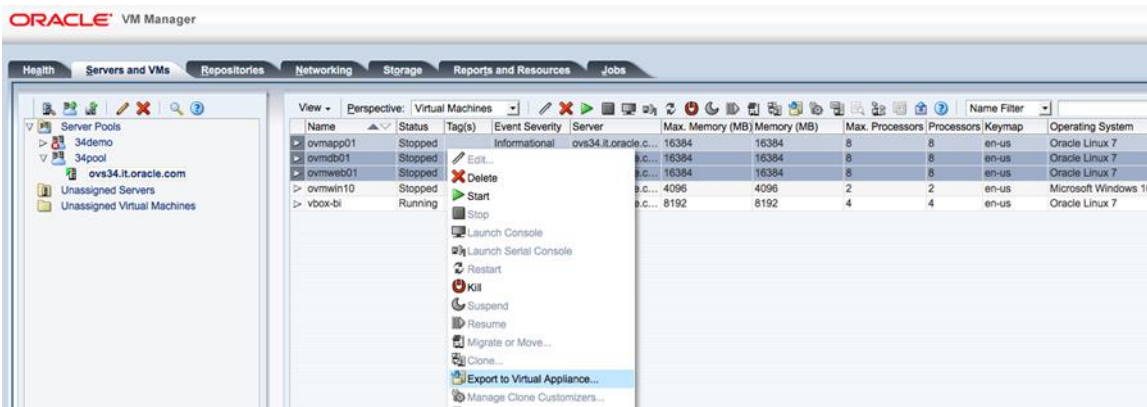 ORACLE VM Manager
Health Servers and VMs Repositories Networking Storage Reports and Resources Jobs
View Perspective: Virtual Machines Name Filter
Server Pools
34demo
34pool
ovs34.it.oracle.com
Unassigned Servers
Unassigned Virtual Machines
Name Status Tag(s) Event Severity Server Max. Memory (MB) Memory (MB) Max. Processors Processors Keymap Operating System
ovmapp01 Stopped Informational ovs34.it.oracle.c... 16384 16384 8 8 en-us Oracle Linux 7
ovmdb01 Stopped e.c... 16384 16384 8 8 en-us Oracle Linux 7
ovmweb01 Stopped e.c... 16384 16384 8 8 en-us Oracle Linux 7
ovmwin10 Stopped e.c... 4096 4096 2 2 en-us Microsoft Windows
vbox-bi Running e.c... 8192 8192 4 4 en-us Oracle Linux 7
Edit...
Delete
Start
Stop
Launch Console
Launch Serial Console
Restart
Kill
Suspend
Resume
Migrate or Move...
Clone...
Export to Virtual Appliance...
Manage Clone Customizers...